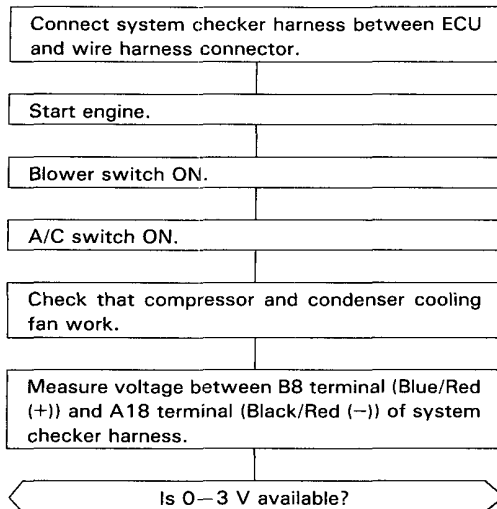 Connect system checker harness between ECU
and wire harness connector.
Start engine.
Blower switch ON.
A/C switch ON.
Check that compressor and condenser cooling
fan work.
Measure voltage between B8 terminal (Blue/Red
(+)) and A18 terminal (Black/Red (−)) of system
checker harness.
Is 0—3 V available?